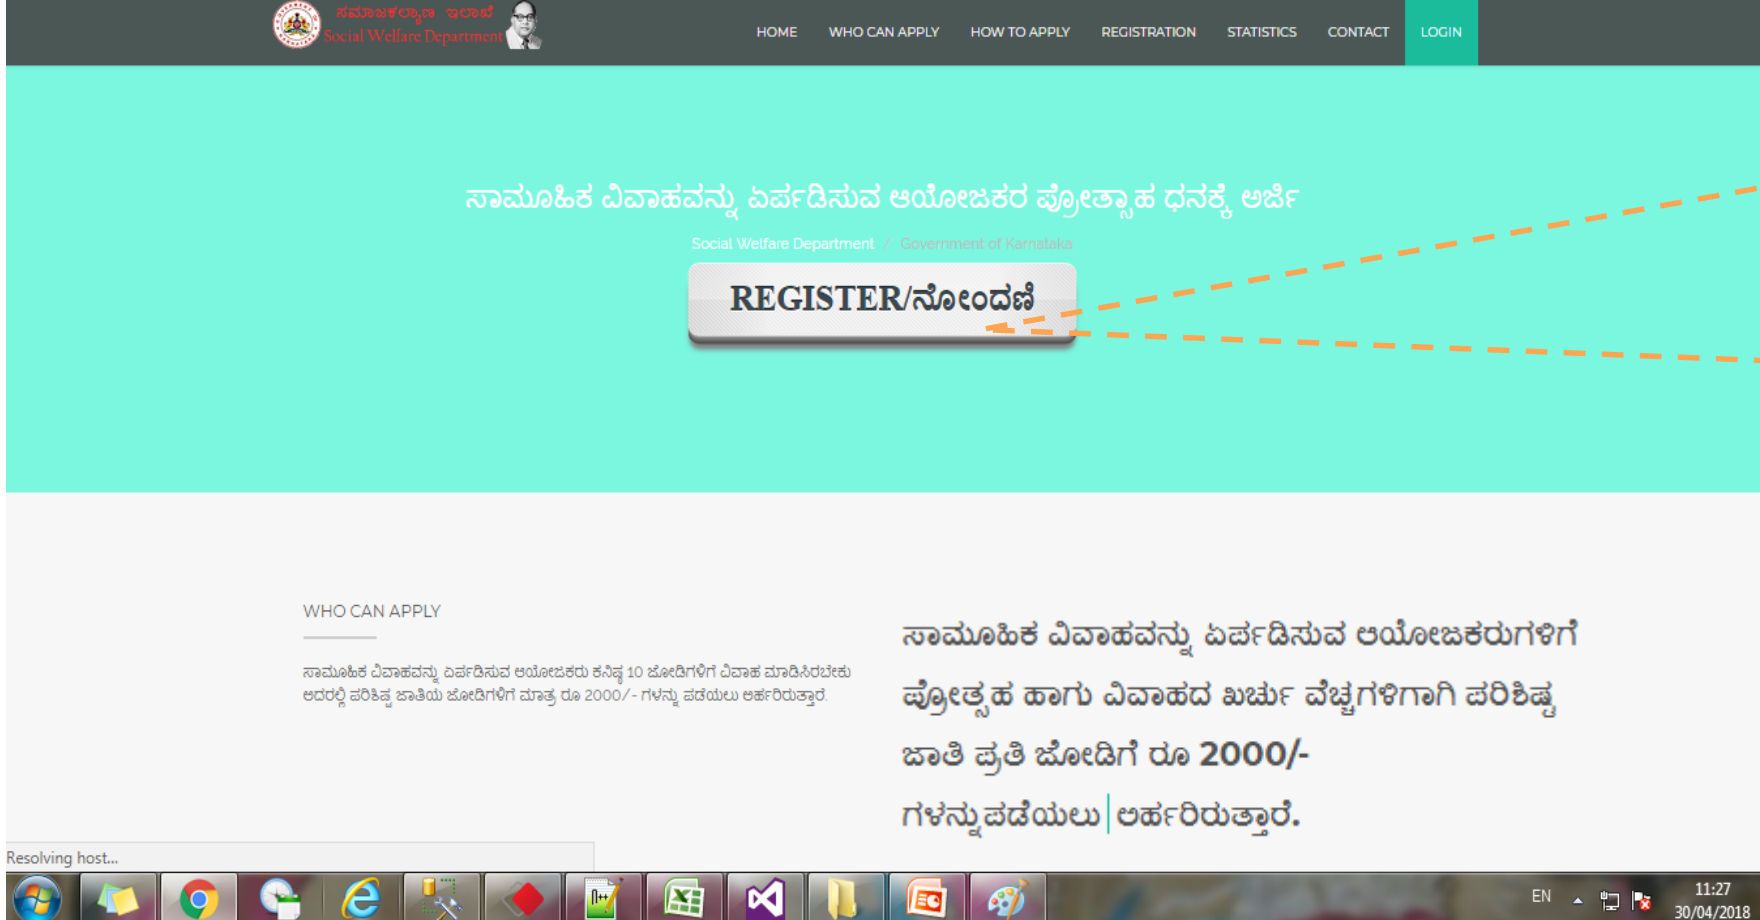 ಸಮಾಜಕಲ್ಯಾಣ ಇಲಾಖೆ
Social Welfare Department
HOME WHO CAN APPLY HOW TO APPLY REGISTRATION STATISTICS CONTACT LOGIN
ಸಾಮೂಹಿಕ ವಿವಾಹವನ್ನು ಏರ್ಪಡಿಸುವ ಆಯೋಜಕರ ಪ್ರೋತ್ಸಾಹ ಧನಕ್ಕೆ ಅರ್ಜಿ
Social Welfare Department / Government of Karnataka
REGISTER/ನೋಂದಣಿ
WHO CAN APPLY
ಸಾಮೂಹಿಕ ವಿವಾಹವನ್ನು ಏರ್ಪಡಿಸುವ ಆಯೋಜಕರು ಕನಿಷ್ಠ 10 ಜೋಡಿಗಳಿಗೆ ವಿವಾಹ ಮಾಡಿಸಿರಬೇಕು
ಅದರಲ್ಲಿ ಪರಿಶಿಷ್ಟ ಜಾತಿಯ ಜೋಡಿಗಳಿಗೆ ಮಾತ್ರ ರೂ 2000/- ಗಳನ್ನು ಪಡೆಯಲು ಅರ್ಹರಿರುತ್ತಾರೆ.
ಸಾಮೂಹಿಕ ವಿವಾಹವನ್ನು ಏರ್ಪಡಿಸುವ ಆಯೋಜಕರುಗಳಿಗೆ
ಪ್ರೋತ್ಸಹ ಹಾಗು ವಿವಾಹದ ಖರ್ಚು ವೆಚ್ಚಗಳಿಗಾಗಿ ಪರಿಶಿಷ್ಟ
ಜಾತಿ ಪ್ರತಿ ಜೋಡಿಗೆ ರೂ 2000/-
ಗಳನ್ನುಪಡೆಯಲು ಅರ್ಹರಿರುತ್ತಾರೆ.
Resolving host...
EN
11:27
30/04/2018